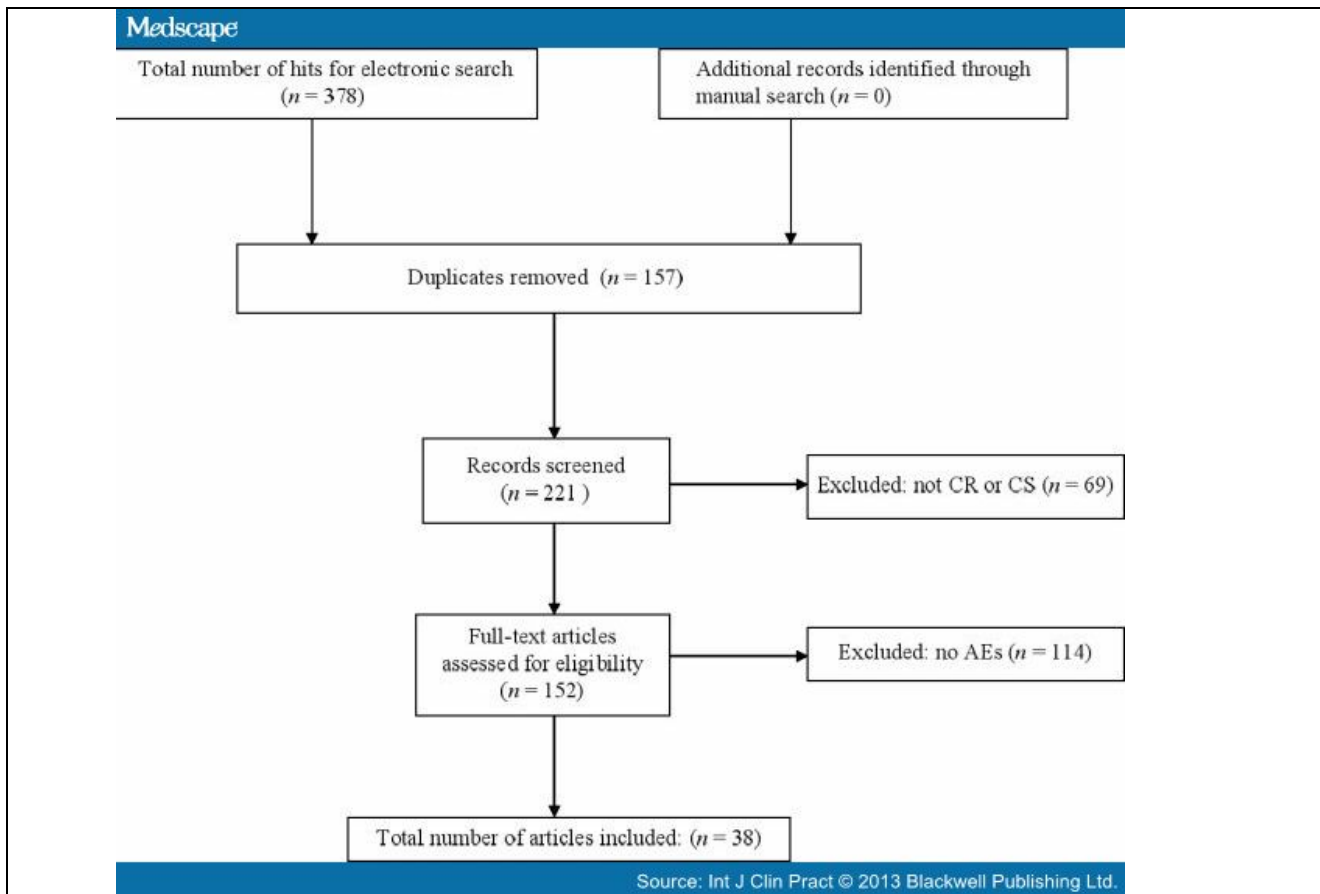 Medscape
Total number of hits for electronic search
(n = 378)
Additional records identified through
manual search (n = 0)
Duplicates removed (n = 157)
Records screened
(n = 221 )
Excluded: not CR or CS (n = 69)
Full-text articles
assessed for eligibility
(n = 152)
Excluded: no AEs (n = 114)
Total number of articles included: (n = 38)
Source: Int J Clin Pract © 2013 Blackwell Publishing Ltd.